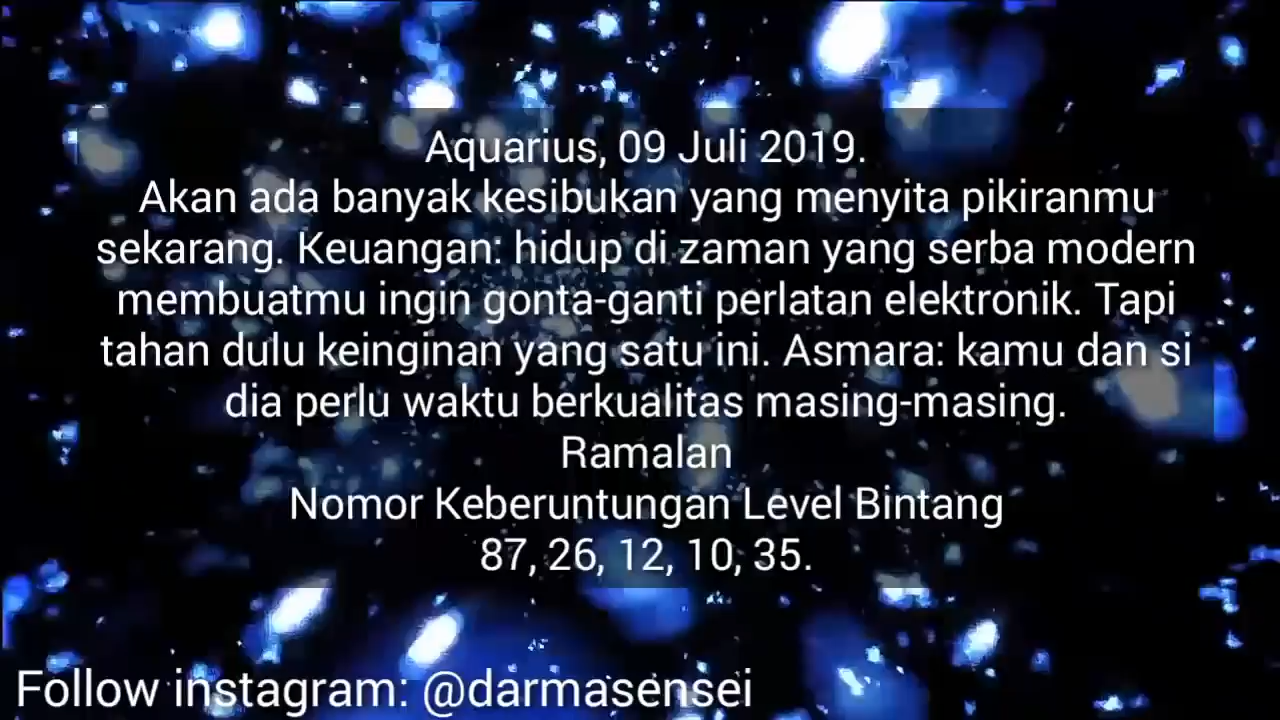 Aquarius, 09 Juli 2019.
Akan ada banyak kesibukan yang menyita pikiranmu
sekarang. Keuangan: hidup di zaman yang serba modern
membuatmu ingin gonta-ganti perlatan elektronik. Tapi
tahan dulu keinginan yang satu ini. Asmara: kamu dan si
dia perlu waktu berkualitas masing-masing.
Ramalan
Nomor Keberuntungan Level Bintang
87, 26, 12, 10, 35.
Follow instagram: @darmasensei